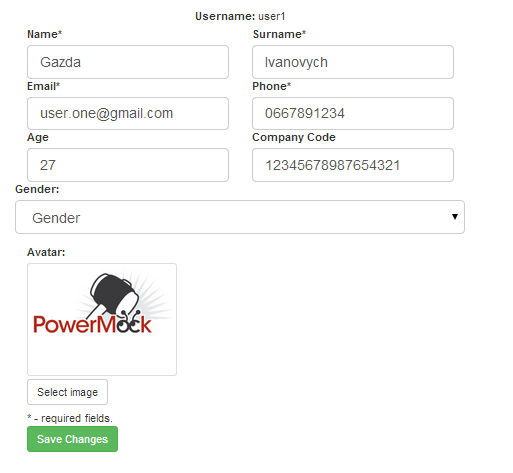 Username: user1
Name* Surname*
Gazda Ivanovych
Email* Phone*
user.one@gmail.com 0667891234
Age Company Code
27 12345678987654321
Gender:
Gender
Avatar:
PowerMock
Select image
* - required fields.
Save Changes